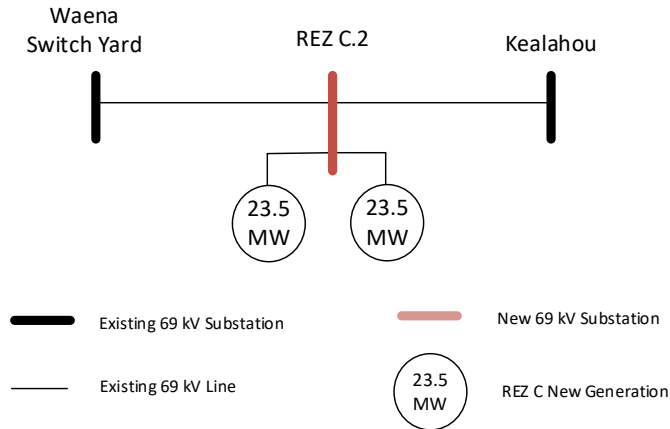 Waena
Switch Yard
REZ C.2
Kealahou
23.5
MW
23.5
MW
Existing 69 kV Substation
New 69 kV Substation
Existing 69 kV Line
23.5
MW
REZ C New Generation